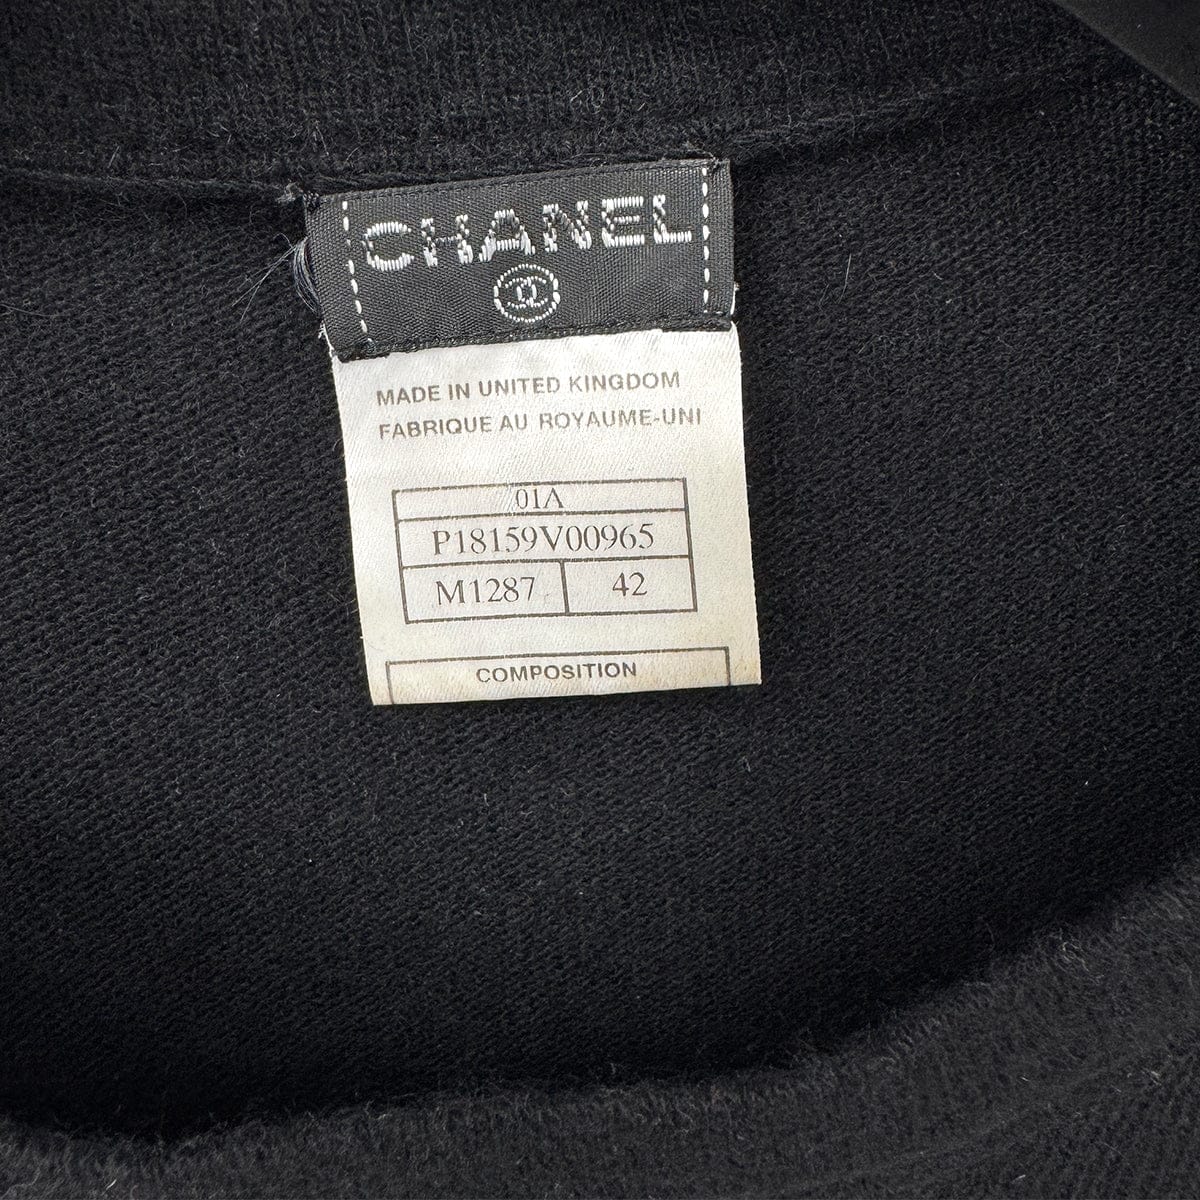 CHANEL
MADE IN UNITED KINGDOM
FABRIQUE AU ROYAUME-UNI
01A
P18159V00965
M1287 42
COMPOSITION